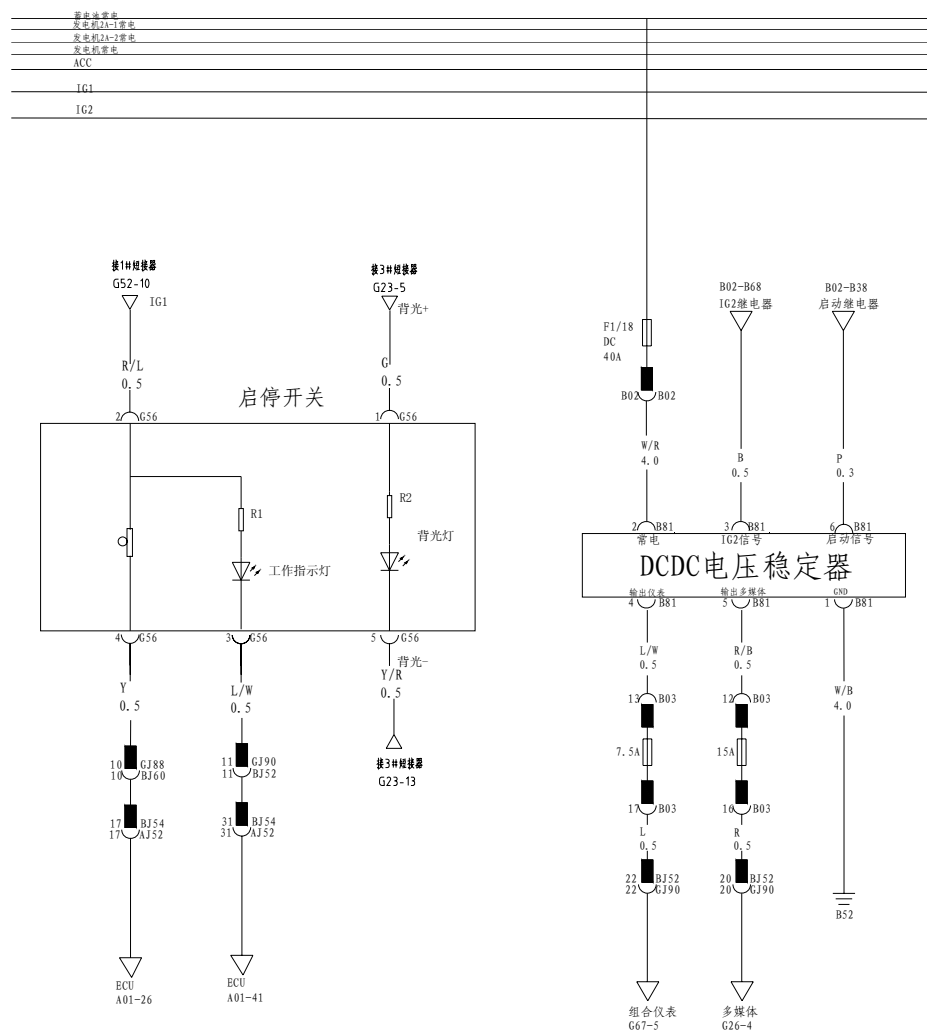 蓄电池常电
发电机2A-1常电
发电机2A-2常电
发电机常电
ACC
IG1
IG2
接1#短接器
G52-10
IG1
R/L
0.5
接3#短接器
G23-5
背光+
G
0.5
启停开关
2 G56
1 G56
R1
工作指示灯
R2
背光灯
4 G56
3 G56
5 G56
背光-
Y
0.5
L/W
0.5
Y/R
0.5
接3#短接器
G23-13
10 GJ88
10 BJ60
11 GJ90
11 BJ52
17 BJ54
17 AJ52
31 BJ54
31 AJ52
ECU
A01-26
ECU
A01-41
F1/18
DC
40A
B02 B02
W/R
4.0
B02-B68
IG2继电器
B
0.5
B02-B38
启动继电器
P
0.3
2 B81
3 B81
6 B81
常电
IG2信号
启动信号
DCDC电压稳定器
输出仪表
输出多媒体
GND
4 B81
5 B81
1 B81
L/W
0.5
R/B
0.5
W/B
4.0
13 B03
12 B03
7.5A
15A
17 B03
16 B03
L
0.5
R
0.5
22 BJ52
22 GJ90
20 BJ52
20 GJ90
B52
组合仪表
G67-5
多媒体
G26-4